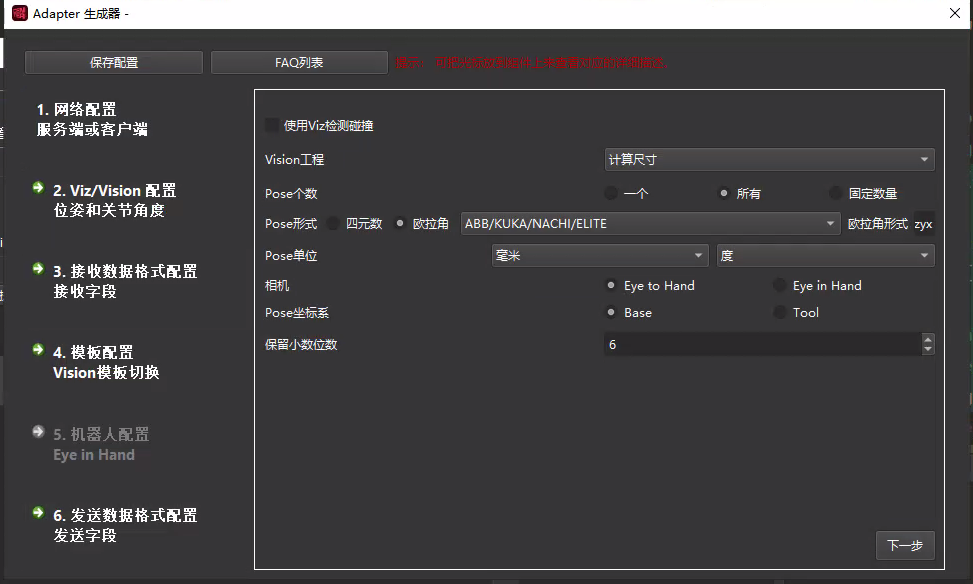 Adapter 生成器 -
保存配置
FAQ列表
1. 网络配置
服务端或客户端
2. Viz/Vision 配置
位姿和关节角度
3. 接收数据格式配置
接收字段
4. 模板配置
Vision模板切换
5. 机器人配置
Eye in Hand
6. 发送数据格式配置
发送字段
使用Viz检测碰撞
Vision工程 计算尺寸
Pose个数 一个 所有 固定数量
Pose形式 四元数 欧拉角 ABB/KUKA/NACHI/ELITE 欧拉角形式 zyx
Pose单位 毫米 度
相机 Eye to Hand Eye in Hand
Pose坐标系 Base Tool
保留小数位数 6
下一步